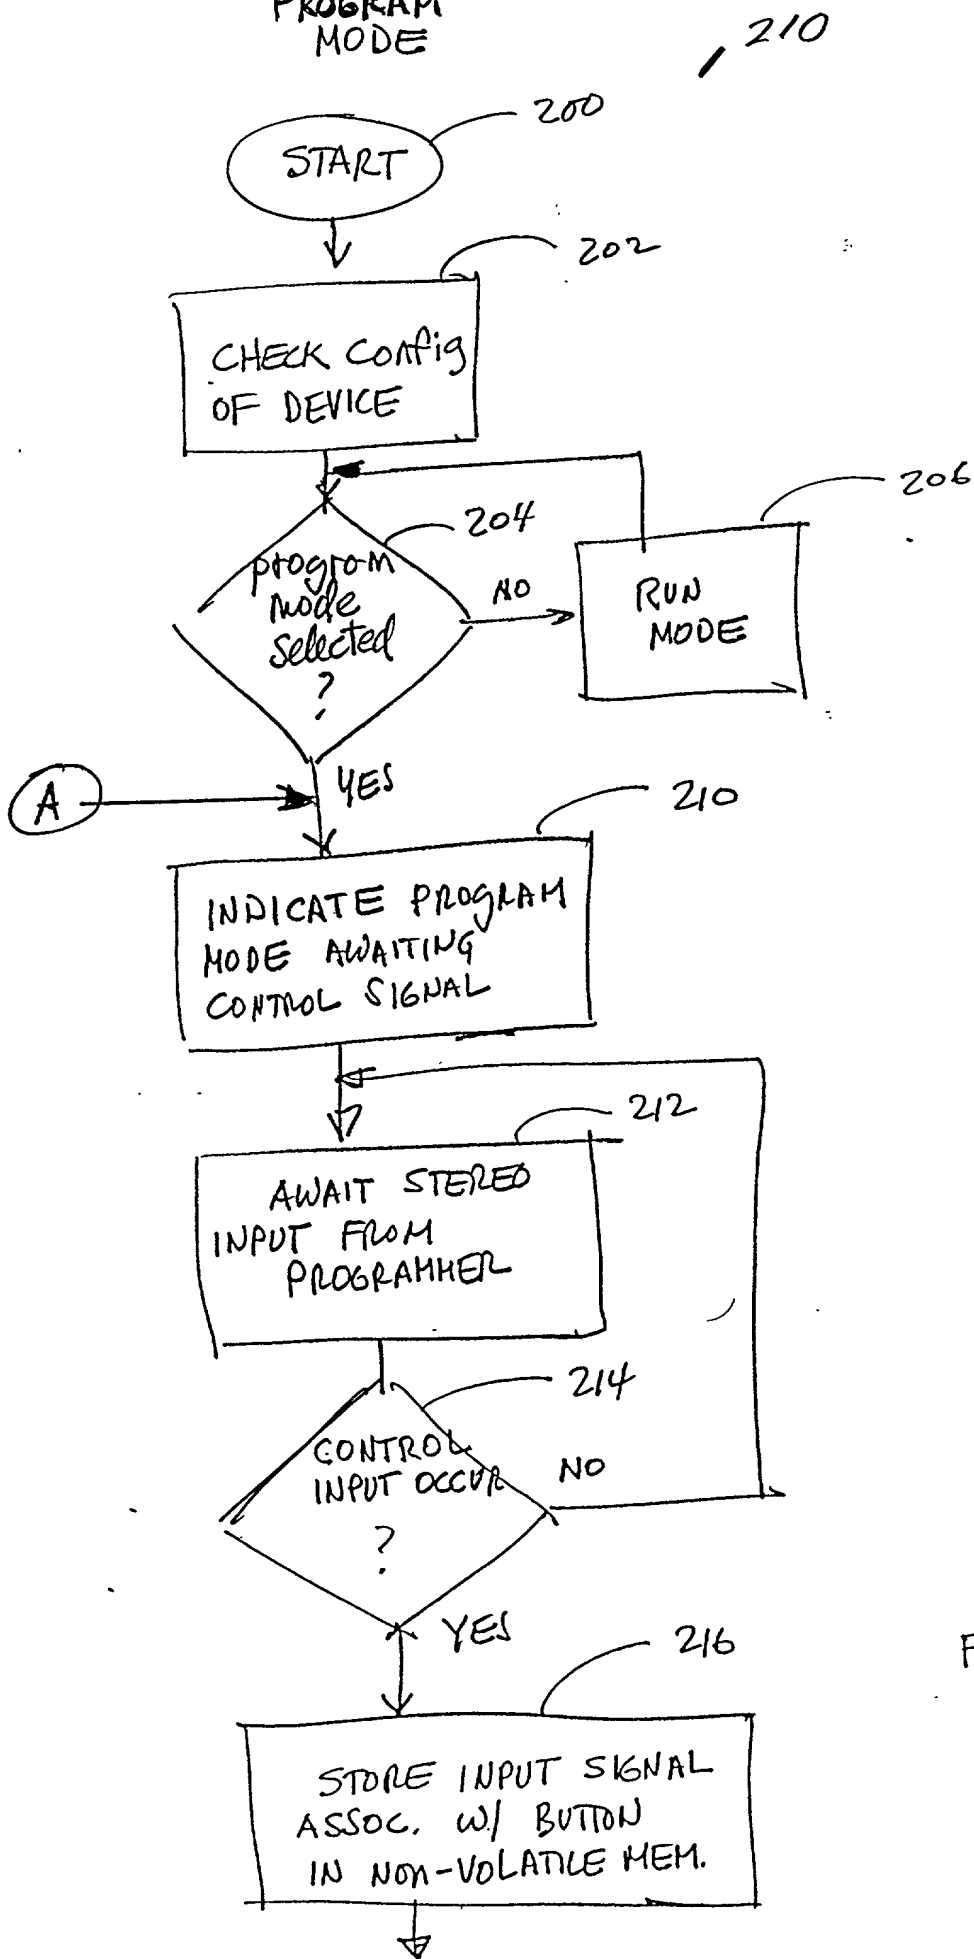 PROGRAM
MODE
210
200
START
202
CHECK Config
OF DEVICE
206
204
program
mode
selected
?
NO
RUN
MODE
YES
A
210
INDICATE PROGRAM
MODE AWAITING
CONTROL SIGNAL
212
AWAIT STEREO
INPUT FROM
PROGRAMMER
214
CONTROL
INPUT OCCUR
?
NO
YES
216
F
STORE INPUT SIGNAL
ASSOC. W/ BUTTON
IN NON-VOLATILE MEM.